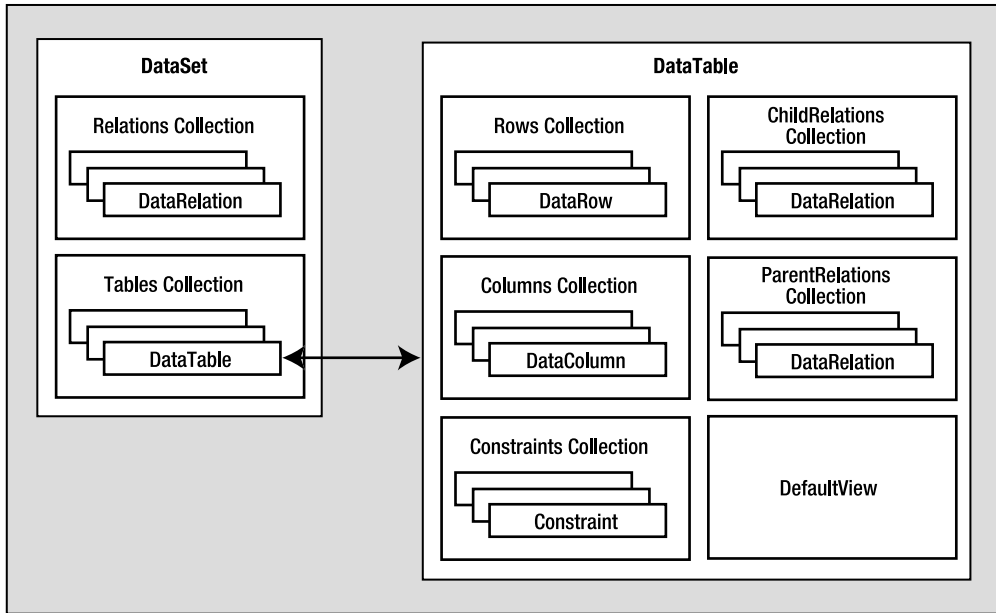 DataSet
Relations Collection
DataRelation
Tables Collection
DataTable
DataTable
Rows Collection
DataRow
ChildRelations
Collection
DataRelation
Columns Collection
DataColumn
ParentRelations
Collection
DataRelation
Constraints Collection
Constraint
DefaultView